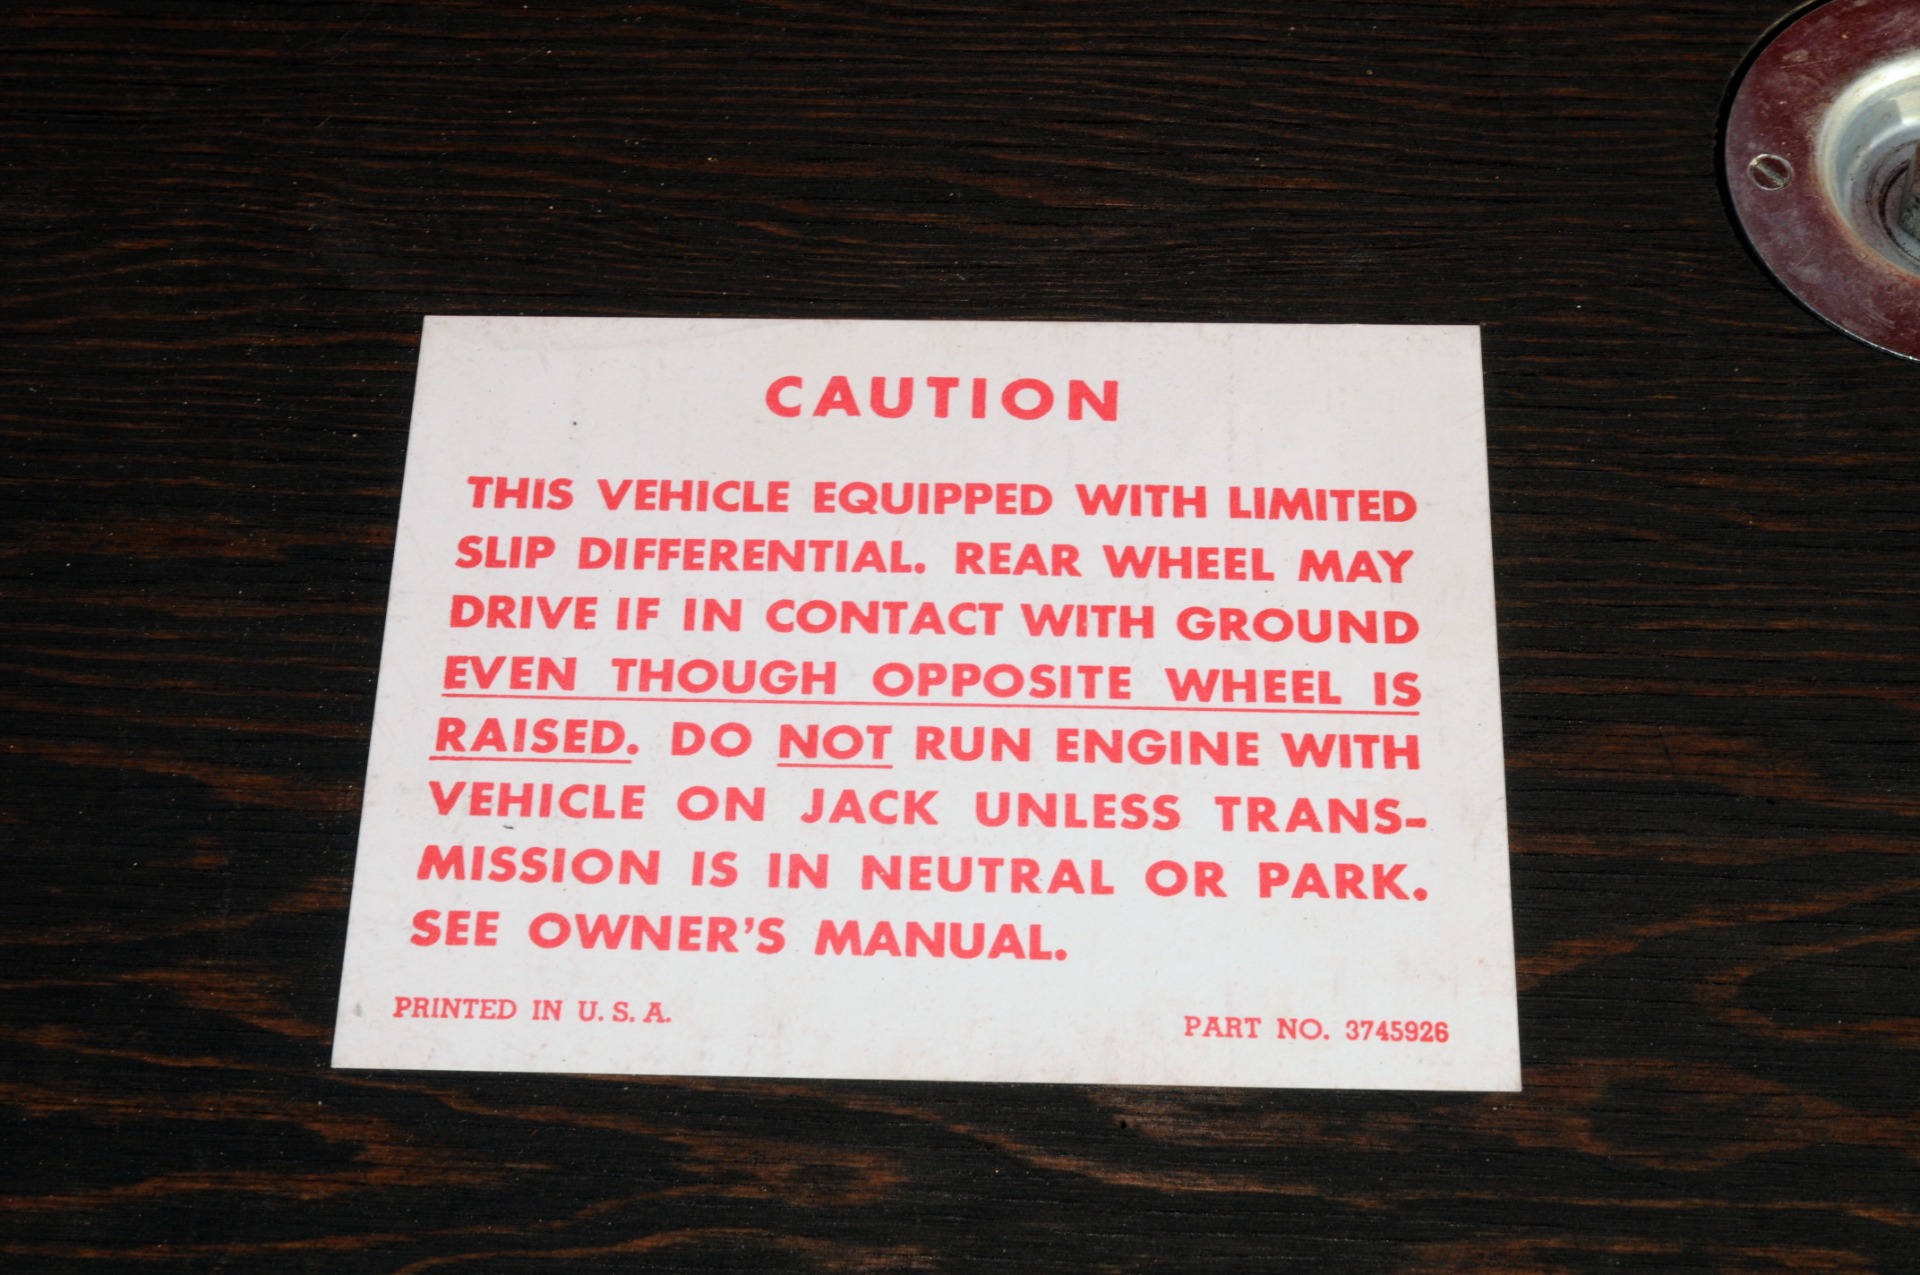 CAUTION
THIS VEHICLE EQUIPPED WITH LIMITED
SLIP DIFFERENTIAL. REAR WHEEL MAY
DRIVE IF IN CONTACT WITH GROUND
EVEN THOUGH OPPOSITE WHEEL IS
RAISED. DO NOT RUN ENGINE WITH
VEHICLE ON JACK UNLESS TRANS-
MISSION IS IN NEUTRAL OR PARK.
SEE OWNER'S MANUAL.
PRINTED IN U. S. A.
PART NO. 3745926